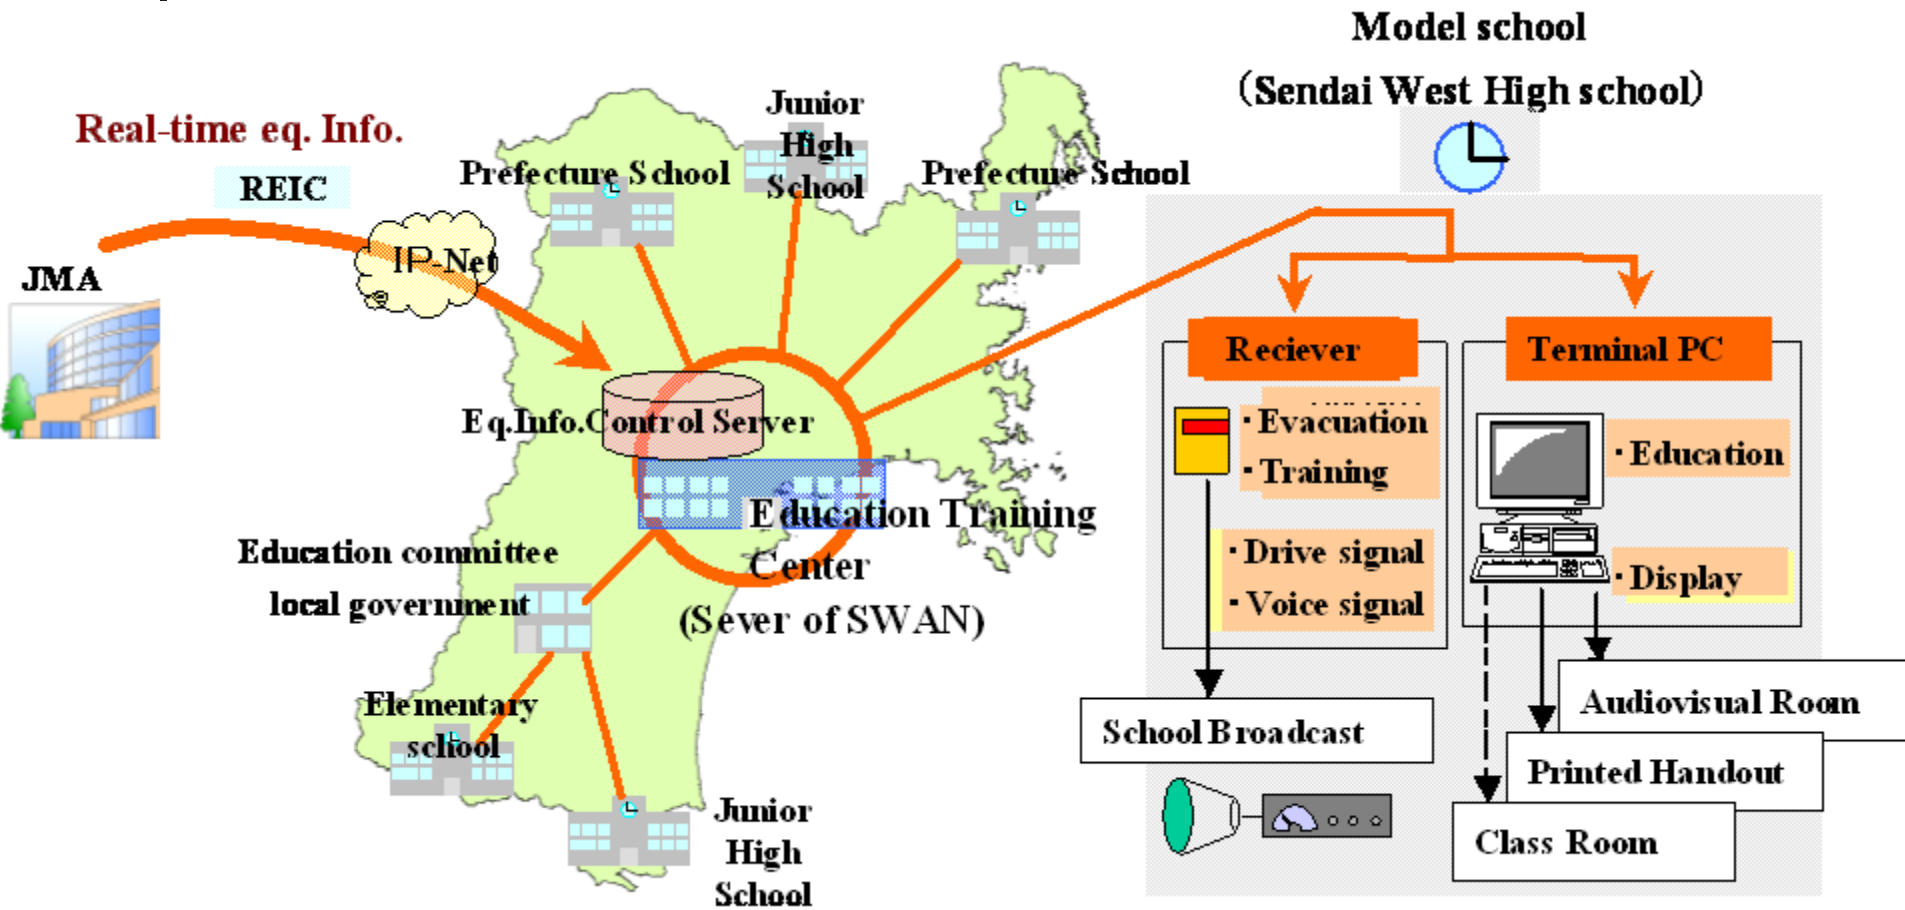 Model school
(Sendai West High school)
Real-time eq. Info.
REIC
JMA
IP-Net
Prefecture School
Junior
High
School
Prefecture School
Eq.Info.Control Server
Education Training
Center
(Sever of SWAN)
Education committee
local government
Elementary
school
Junior
High
School
Reciever
・Evacuation
・Training
・Drive signal
・Voice signal
School Broadcast
Terminal PC
・Education
・Display
Audiovisual Room
Printed Handout
Class Room